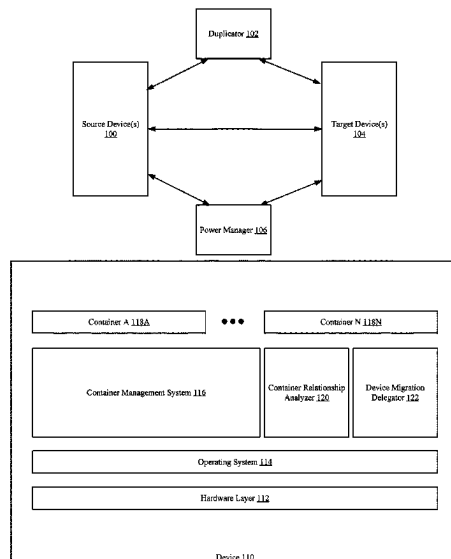 Duplicator 102
Source Device(s)
100
Target Device(s)
104
Power Manager 106
Container A 118A
Container N 118N
Container Management System 116
Container Relationship
Analyzer 120
Device Migration
Delegator 122
Operating System 114
Hardware Layer 112
Device 110